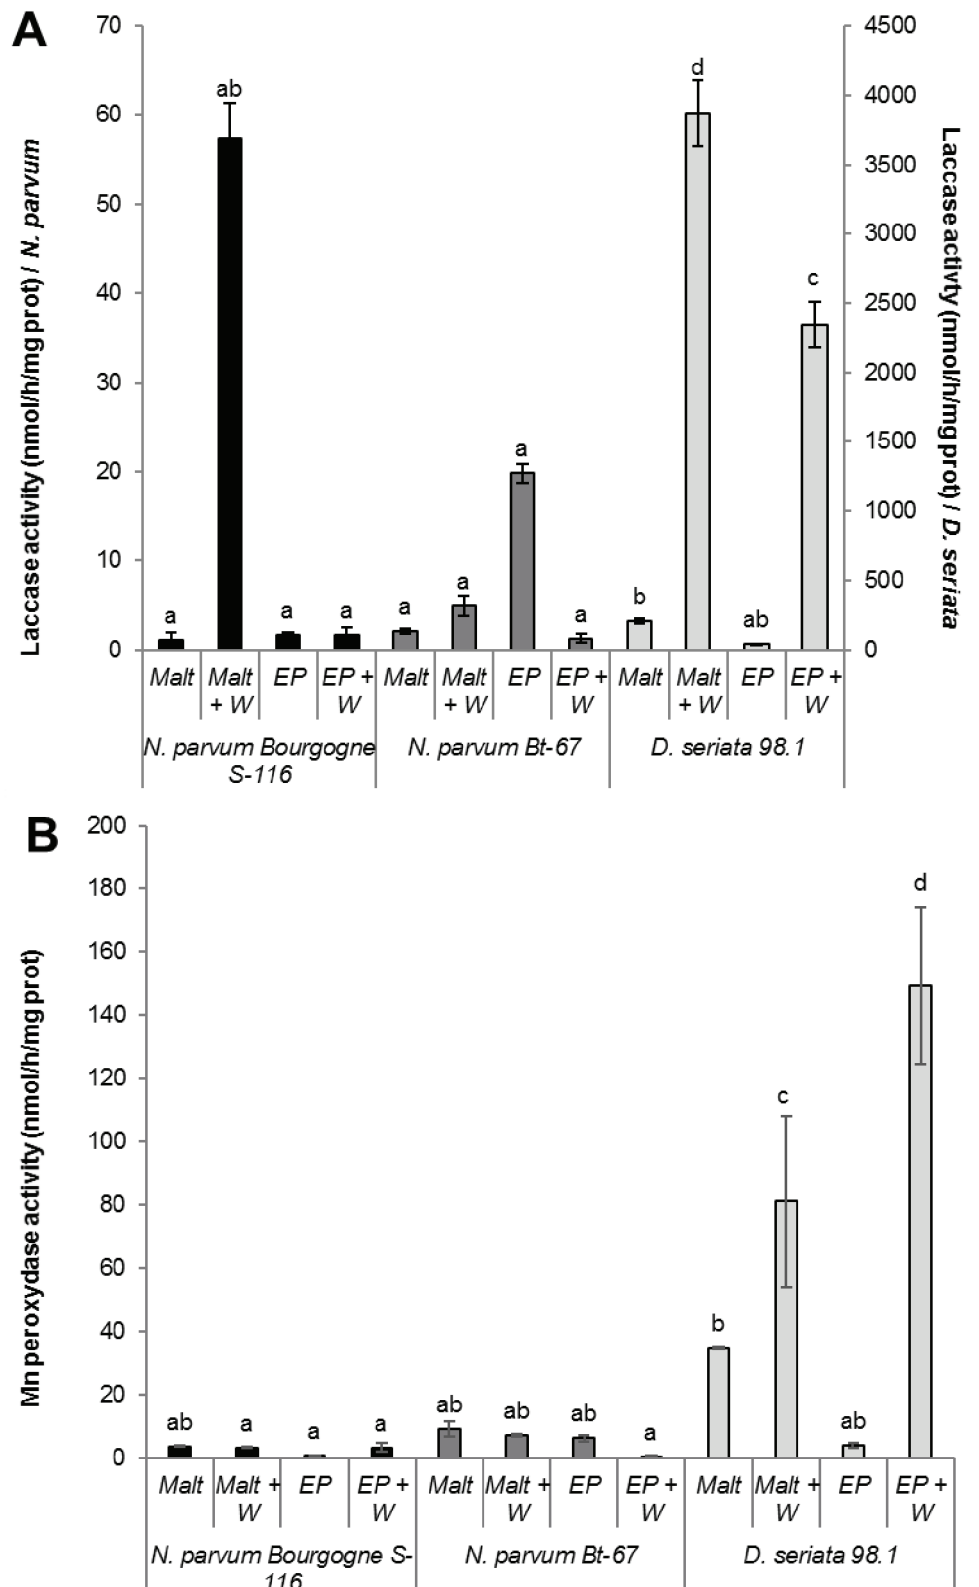 A
Laccase activity (nmol/h/mg prot) / N. parvum
70
60
50
40
30
20
10
0
4500
4000
3500
3000
2500
2000
1500
1000
500
0
Laccase activty (nmol/h/mg prot) / D. seriata
a
ab
a
a
a
a
a
a
b
d
ab
c
Malt
Malt + W
EP
EP + W
Malt
Malt + W
EP
EP + W
Malt
Malt + W
EP
EP + W
N. parvum Bourgogne
S-116
N. parvum Bt-67
D. seriata 98.1
B
Mn peroxydase activity (nmol/h/mg prot)
200
180
160
140
120
100
80
60
40
20
0
ab
a
a
a
ab
ab
ab
a
b
c
ab
d
Malt
Malt + W
EP
EP + W
Malt
Malt + W
EP
EP + W
Malt
Malt + W
EP
EP + W
N. parvum Bourgogne S-
116
N. parvum Bt-67
D. seriata 98.1